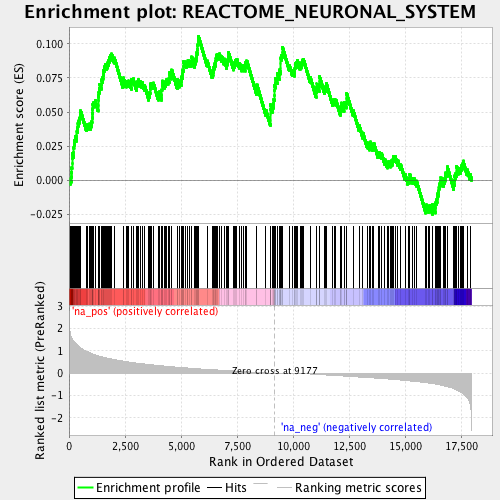 Enrichment plot: REACTOME_NEURONAL_SYSTEM
Enrichment score (ES)
0.100
0.075
0.050
0.025
0.000
-0.025
'na_pos' (positively correlated)
Ranked list metric (PreRanked)
3
2
1
0
-1
-2
Zero cross at 9177
'na_neg' (negatively correlated)
0
2,500
5,000
7,500
10,000
12,500
15,000
17,500
Rank in Ordered Dataset
Enrichment profile
Hits
Ranking metric scores